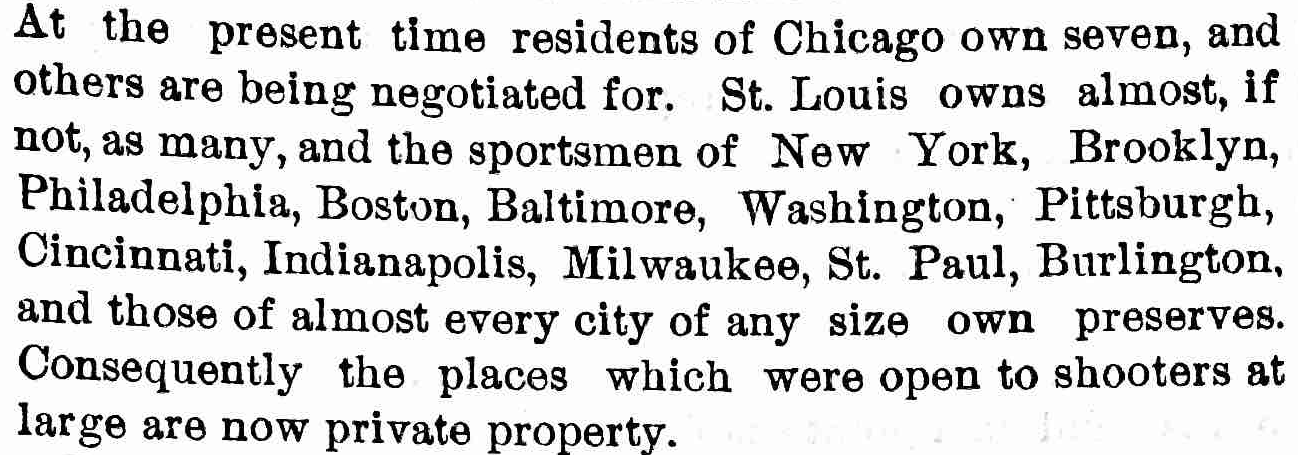 At the present time residents of Chicago own seven, and
others are being negotiated for. St. Louis owns almost, if
not, as many, and the sportsmen of New York, Brooklyn,
Philadelphia, Boston, Baltimore, Washington, Pittsburgh,
Cincinnati, Indianapolis, Milwaukee, St. Paul, Burlington,
and those of almost every city of any size own preserves.
Consequently the places which were open to shooters at
large are now private property.